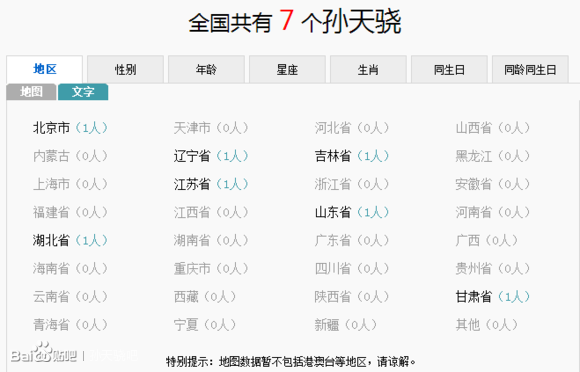 全国共有 7 个孙天骁
地区 性别 年龄 星座 生肖 同生日 同龄同生日
地图 文字
北京市（1人） 天津市（0人） 河北省（0人） 山西省（0人）
内蒙古（0人） 辽宁省（1人） 吉林省（1人） 黑龙江（0人）
上海市（0人） 江苏省（1人） 浙江省（0人） 安徽省（0人）
福建省（0人） 江西省（0人） 山东省（1人） 河南省（0人）
湖北省（1人） 湖南省（0人） 广东省（0人） 广西（0人）
海南省（0人） 重庆市（0人） 四川省（0人） 贵州省（0人）
云南省（0人） 西藏（0人） 陕西省（0人） 甘肃省（1人）
青海省（0人） 宁夏（0人） 新疆（0人） 其他（0人）
Bai du 贴吧
特别提示：地图数据暂不包括港澳台等地区，请谅解。